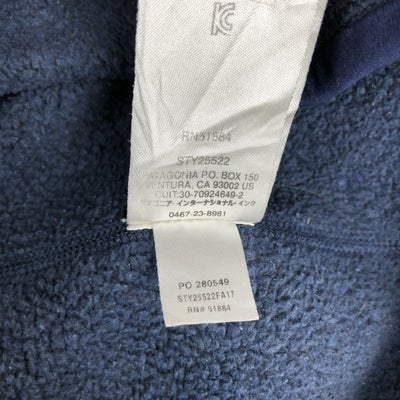 RN51884
STY25522
PATAGONIA P.O. BOX 150
VENTURA, CA 93002 US
CUIT:30-70924649-2
パタゴニア・インターナショナル・インク
0467-23-8961
PO 280549
STY25522FA17
RN# 51884